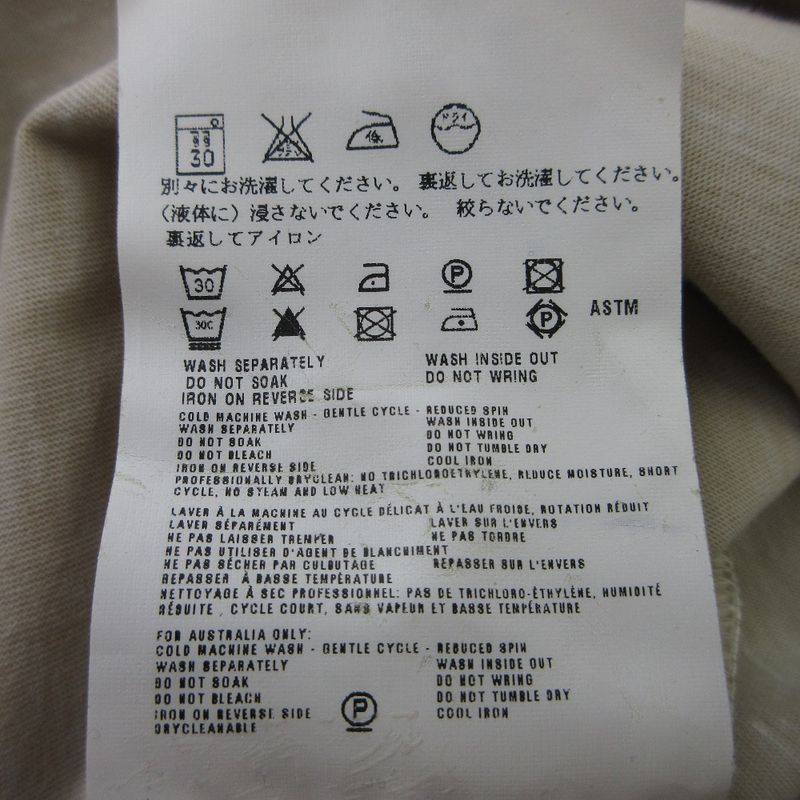 30
エンソ サラシ
低
ドライ
別々にお洗濯してください。 裏返してお洗濯してください。
（液体に）浸さないでください。 絞らないでください。
裏返してアイロン
30 P
30C P ASTM
WASH SEPARATELY WASH INSIDE OUT
DO NOT SOAK DO NOT WRING
IRON ON REVERSE SIDE
COLD MACHINE WASH - GENTLE CYCLE - REDUCED SPIN
WASH SEPARATELY WASH INSIDE OUT
DO NOT SOAK DO NOT WRING
DO NOT BLEACH DO NOT TUMBLE DRY
IRON ON REVERSE SIDE COOL IRON
PROFESSIONALLY DRYCLEAN: NO TRICHLOROETHYLENE, REDUCE MOISTURE, SHORT
CYCLE, NO STEAM AND LOW HEAT
LAVER À LA MACHINE AU CYCLE DÉLICAT À L'EAU FROIDE, ROTATION RÉDUIT
LAVER SÉPARÉMENT LAVER SUR L'ENVERS
NE PAS LAISSER TREMPER NE PAS TORDRE
NE PAS UTILISER D'AGENT DE BLANCHIMENT
NE PAS SÉCHER PAR CULBUTAGE REPASSER SUR L'ENVERS
REPASSER À BASSE TEMPÉRATURE
NETTOYAGE À SEC PROFESSIONNEL: PAS DE TRICHLORO-ÉTHYLÈNE, HUMIDITÉ
RÉDUITE , CYCLE COURT, SANS VAPEUR ET BASSE TEMPÉRATURE
FOR AUSTRALIA ONLY:
COLD MACHINE WASH - GENTLE CYCLE - REDUCED SPIN
WASH SEPARATELY WASH INSIDE OUT
DO NOT SOAK DO NOT WRING
DO NOT BLEACH DO NOT TUMBLE DRY
IRON ON REVERSE SIDE P COOL IRON
DRYCLEANABLE